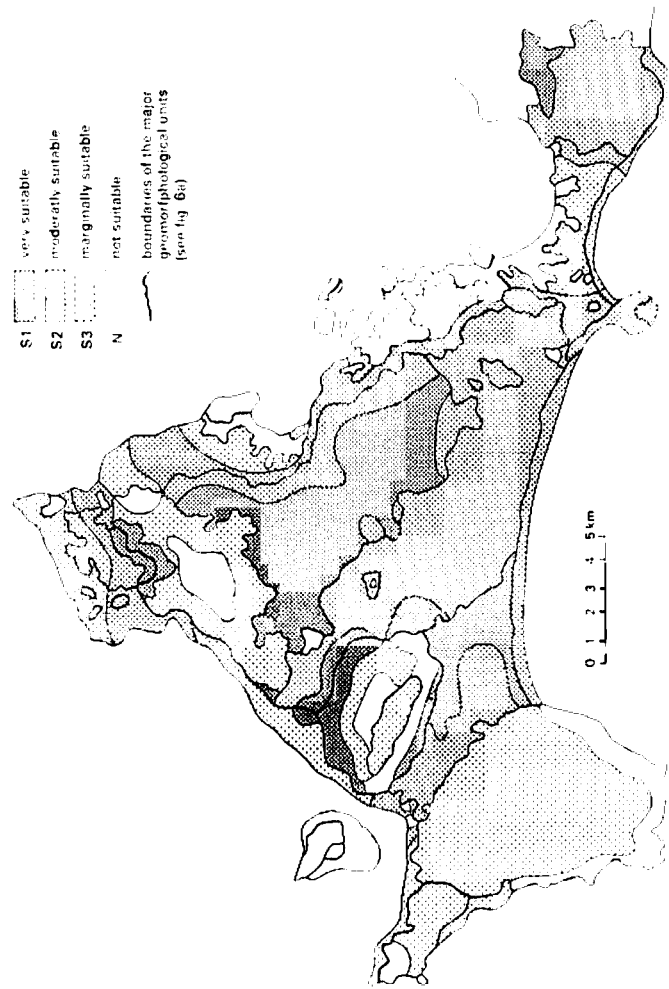 S1 very suitable
S2 moderatly suitable
S3 marginally suitable
N not suitable
boundaries of the major
geomorphological units
(see fig 6a)
0 1 2 3 4 5 km